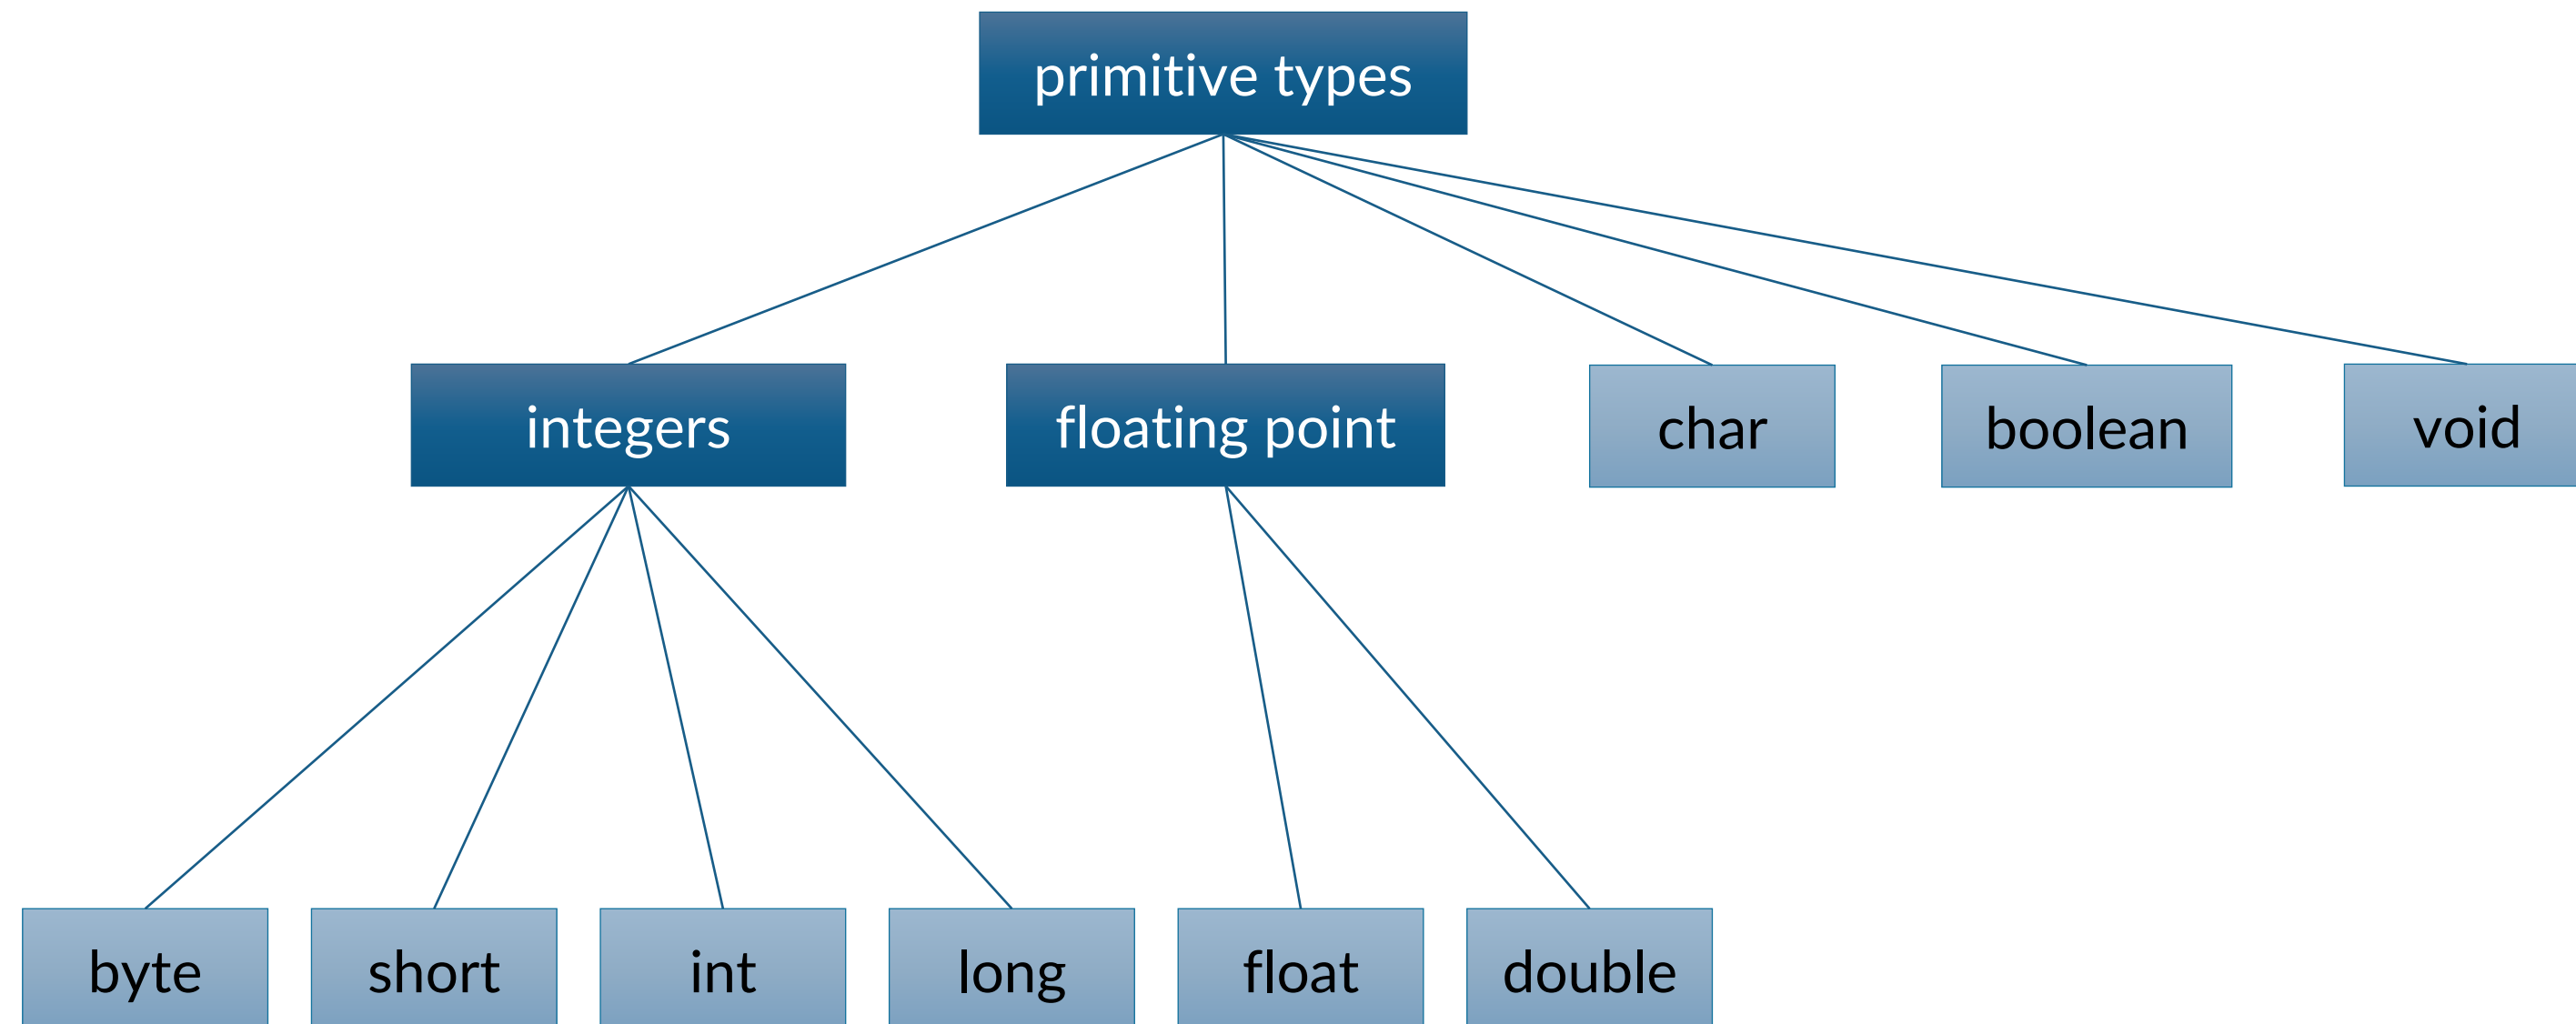 primitive types
integers
floating point
char
boolean
void
byte
short
int
long
float
double